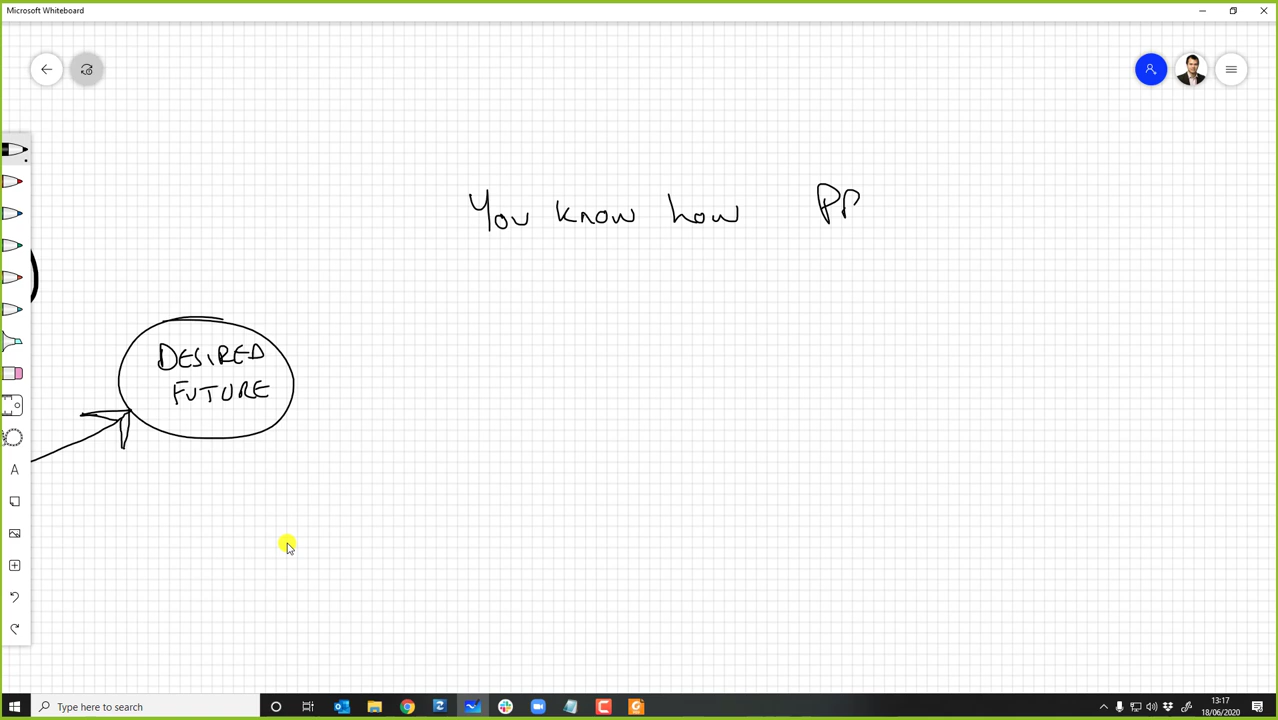 Microsoft Whiteboard
You know how PP
DESIRED
FUTURE
A
Type here to search
13:17
18/06/2020